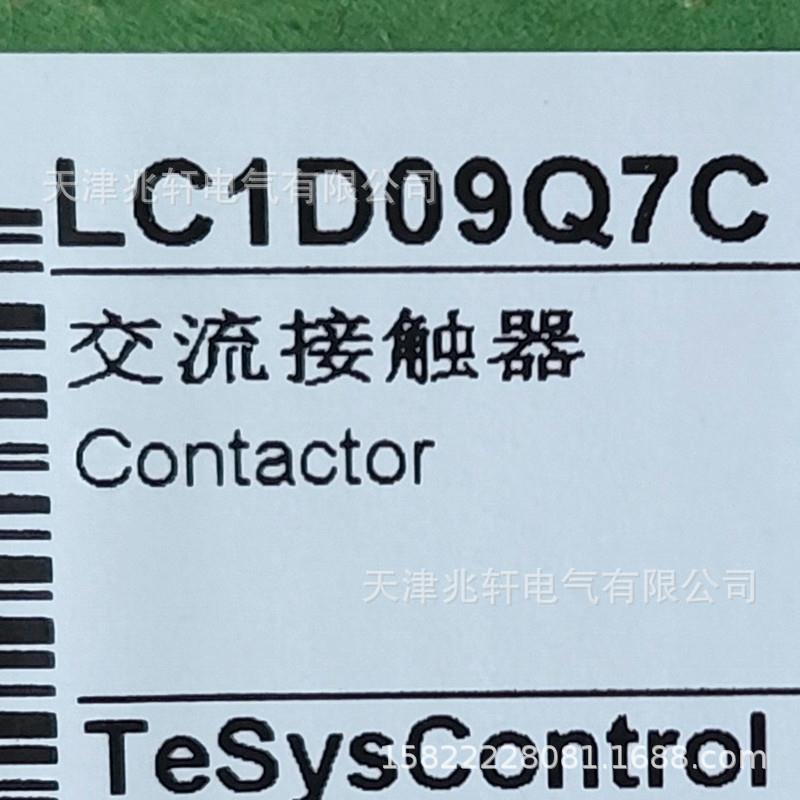 LC1D09Q7C
天津兆轩电气有限公司
交流接触器
Contactor
天津兆轩电气有限公司
TeSysControl
15822228081.1688.com